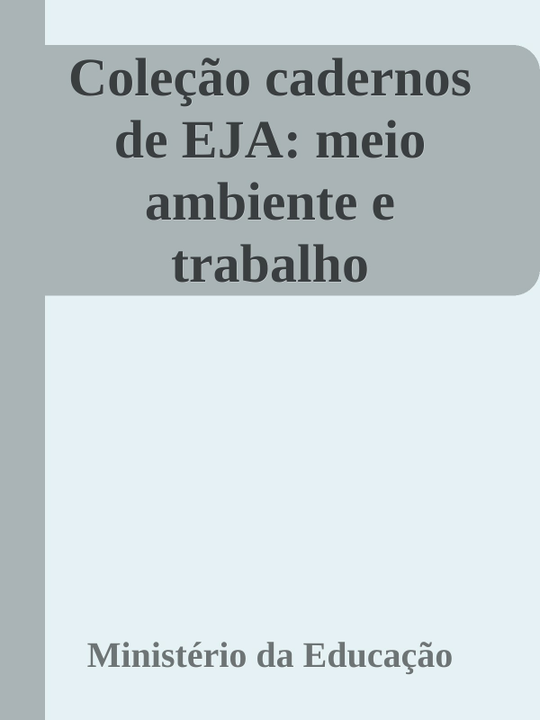 Coleção cadernos
de EJA: meio
ambiente e
trabalho
Ministério da Educação